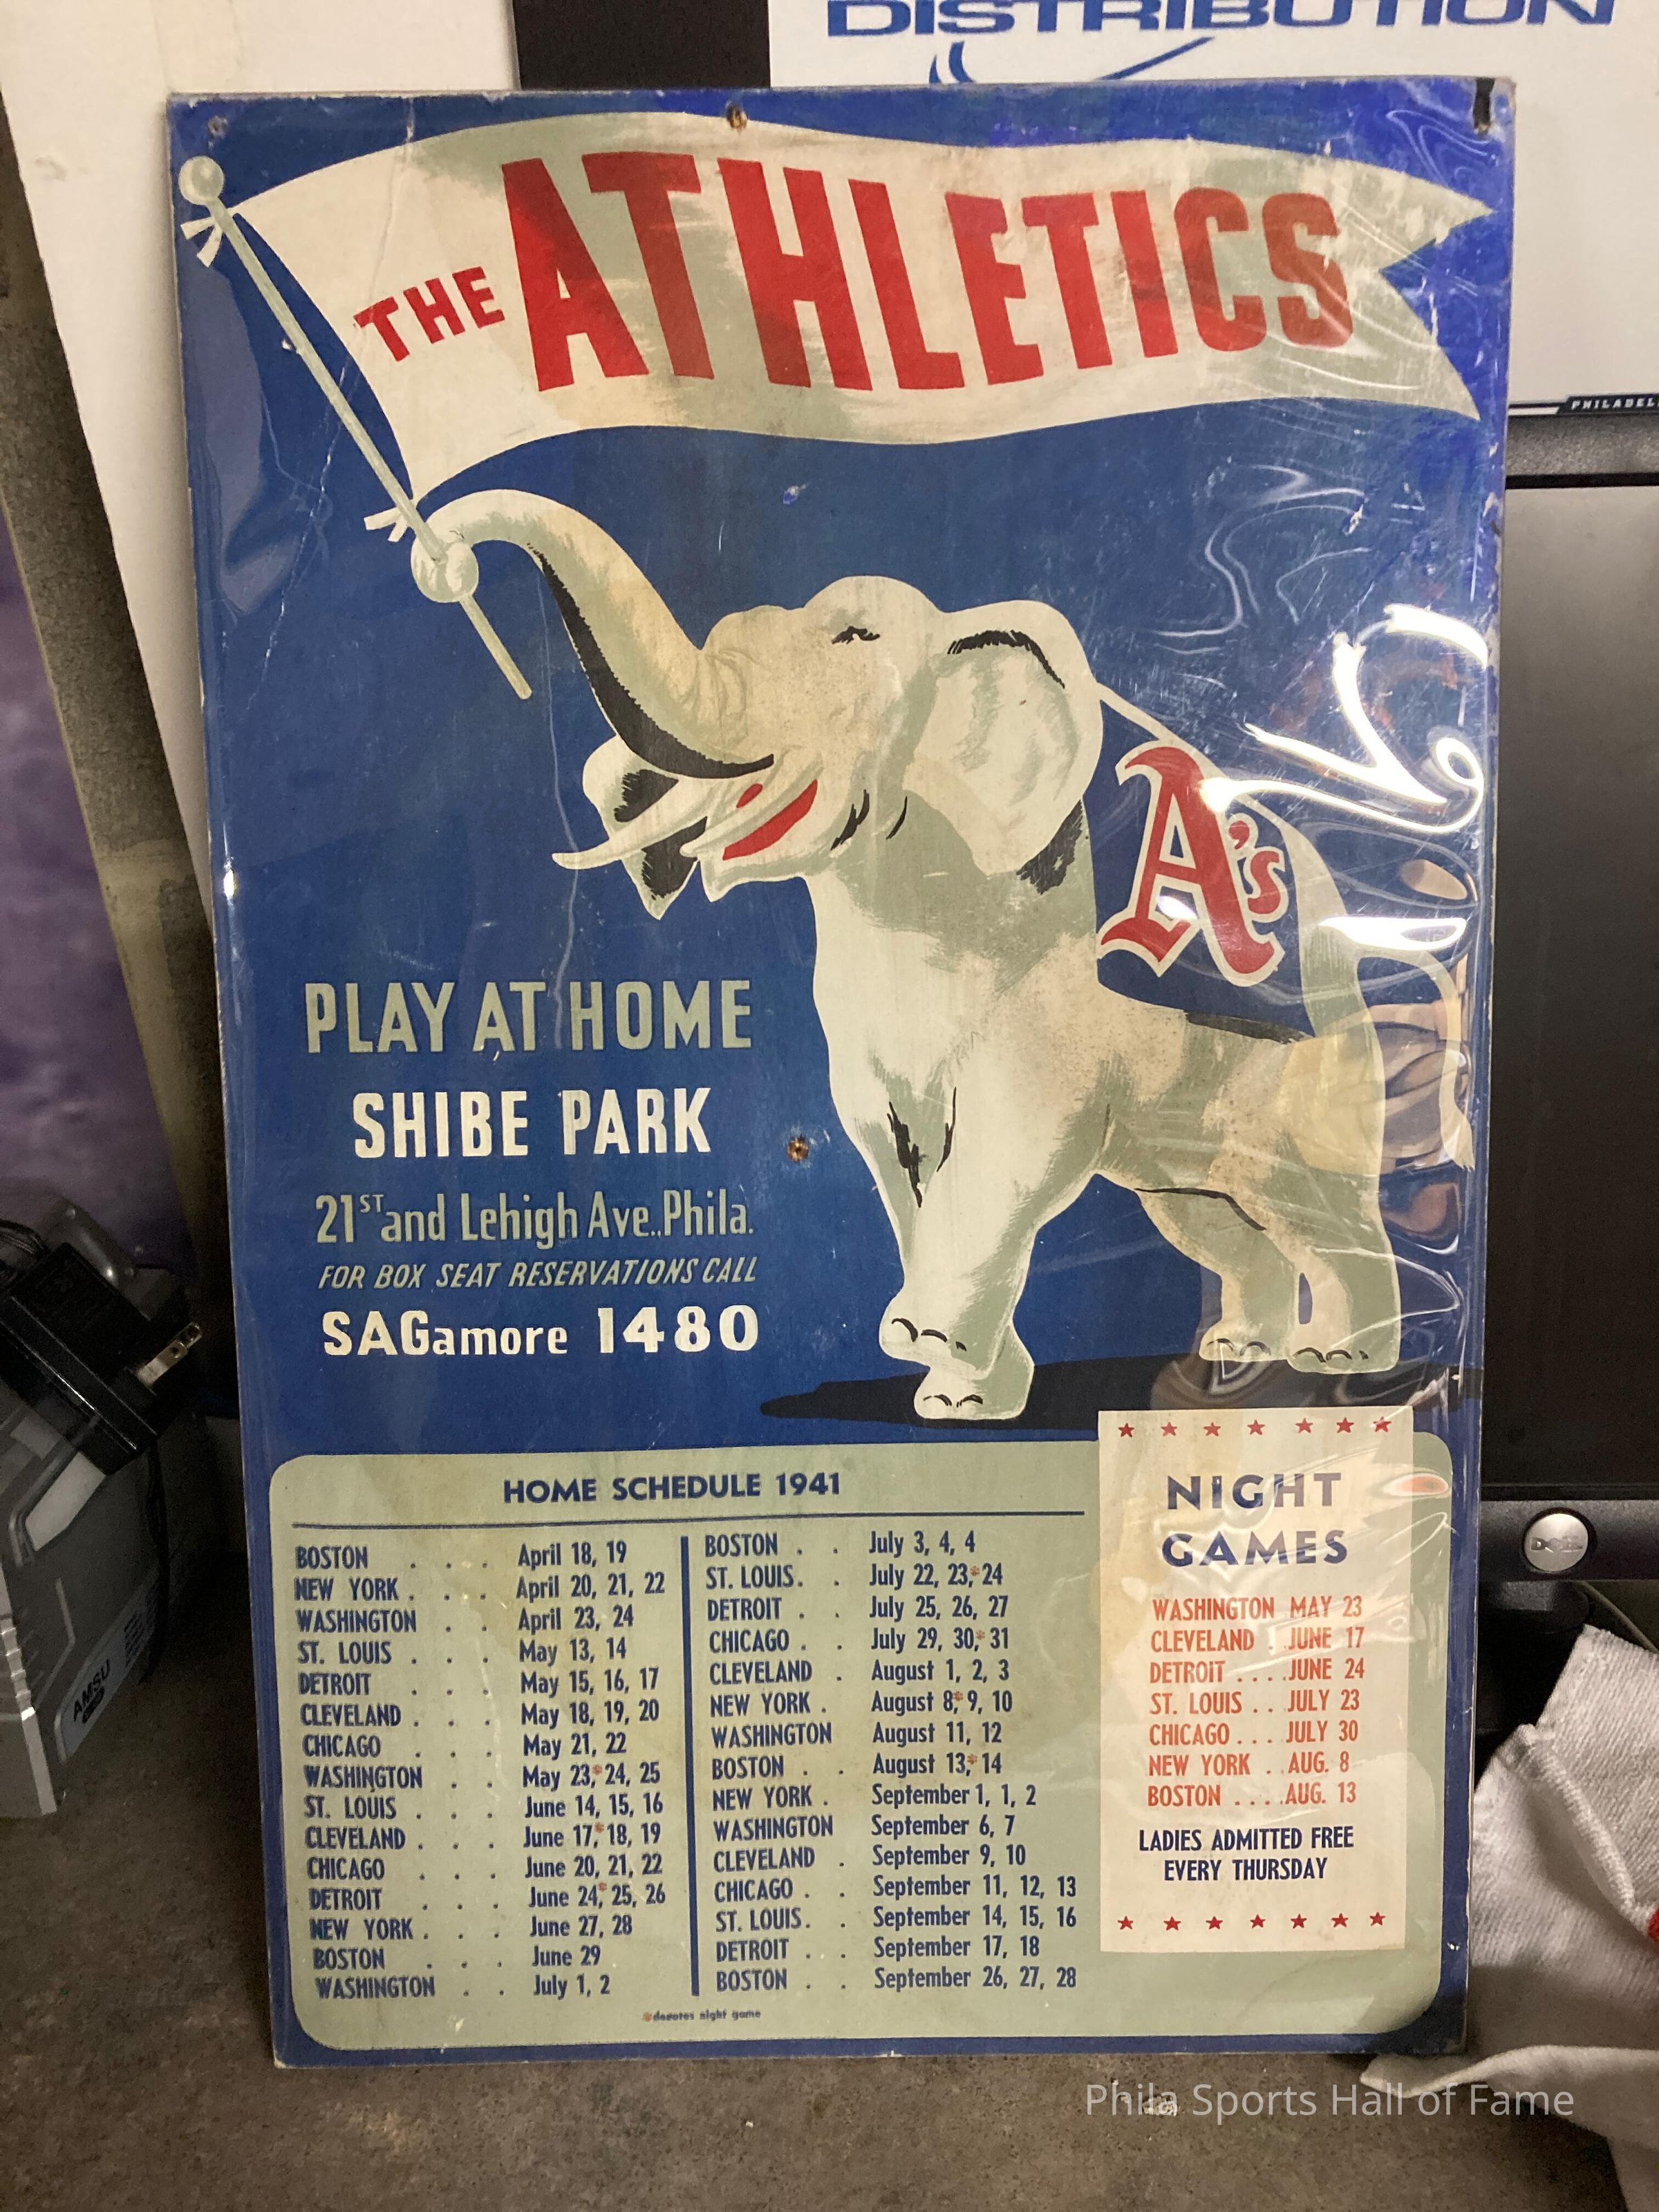 DISTRIBUTION
PHILADEL
THE ATHLETICS
A's
PLAY AT HOME
SHIBE PARK
21ST and Lehigh Ave., Phila.
FOR BOX SEAT RESERVATIONS CALL
SAGamore 1480
HOME SCHEDULE 1941
BOSTON . . . April 18, 19
NEW YORK . . . April 20, 21, 22
WASHINGTON . . April 23, 24
ST. LOUIS . . . May 13, 14
DETROIT . . . May 15, 16, 17
CLEVELAND . . . May 18, 19, 20
CHICAGO . . . May 21, 22
WASHINGTON . . May 23,* 24, 25
ST. LOUIS . . . June 14, 15, 16
CLEVELAND . . . June 17,* 18, 19
CHICAGO . . . June 20, 21, 22
DETROIT . . . June 24,* 25, 26
NEW YORK . . . June 27, 28
BOSTON . . . June 29
WASHINGTON . . July 1, 2
BOSTON . . July 3, 4, 4
ST. LOUIS. . July 22, 23,* 24
DETROIT . . July 25, 26, 27
CHICAGO . . July 29, 30,* 31
CLEVELAND . August 1, 2, 3
NEW YORK . August 8,* 9, 10
WASHINGTON August 11, 12
BOSTON . . August 13,* 14
NEW YORK . September 1, 1, 2
WASHINGTON September 6, 7
CLEVELAND . September 9, 10
CHICAGO . . September 11, 12, 13
ST. LOUIS. . September 14, 15, 16
DETROIT . . September 17, 18
BOSTON . . September 26, 27, 28
*denotes night game
NIGHT
GAMES
WASHINGTON MAY 23
CLEVELAND . JUNE 17
DETROIT . . . . JUNE 24
ST. LOUIS . . . JULY 23
CHICAGO . . . . JULY 30
NEW YORK . . AUG. 8
BOSTON . . . . AUG. 13
LADIES ADMITTED FREE
EVERY THURSDAY
DELL
AMSU
Phila Sports Hall of Fame